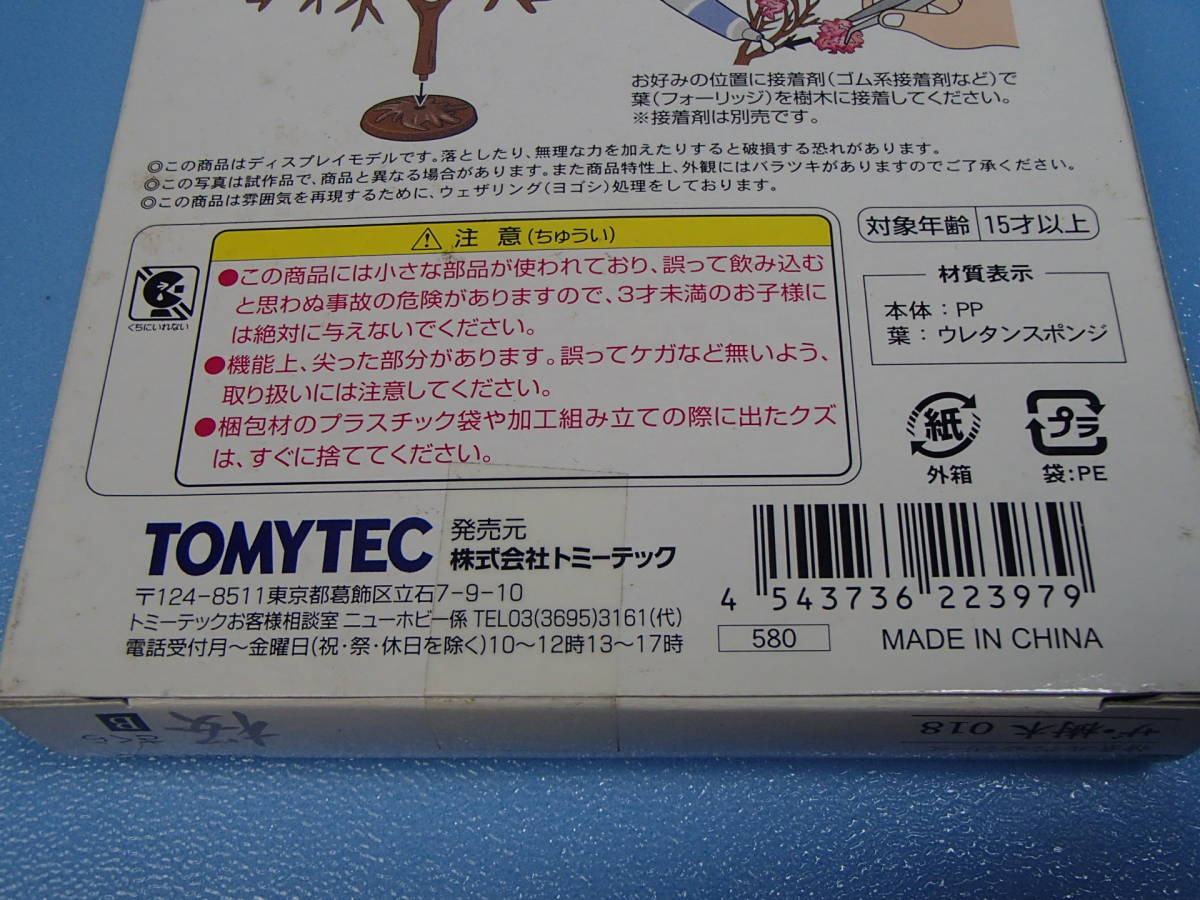 お好みの位置に接着剤(ゴム系接着剤など)で
葉(フォーリッジ)を樹木に接着してください。
※接着剤は別売です。
◎この商品はディスプレイモデルです。落としたり、無理な力を加えたりすると破損する恐れがあります。
◎この写真は試作品で、商品と異なる場合があります。また商品特性上、外観にはバラツキがありますのでご了承ください。
◎この商品は雰囲気を再現するために、ウェザリング(ヨゴシ)処理をしております。
対象年齢 15才以上
注意(ちゅうい)
くちにいれない
●この商品には小さな部品が使われており、誤って飲み込む
と思わぬ事故の危険がありますので、3才未満のお子様に
は絶対に与えないでください。
●機能上、尖った部分があります。誤ってケガなど無いよう、
取り扱いには注意してください。
●梱包材のプラスチック袋や加工組み立ての際に出たクズ
は、すぐに捨ててください。
材質表示
本体：PP
葉：ウレタンスポンジ
紙
外箱
プラ
袋:PE
TOMYTEC
発売元
株式会社トミーテック
〒124-8511東京都葛飾区立石7-9-10
トミーテックお客様相談室 ニューホビー係 TEL03(3695)3161(代)
電話受付月～金曜日(祝・祭・休日を除く)10～12時13～17時
4 543736 223979
580
MADE IN CHINA
ザ・樹木 018
桜 B
さくら